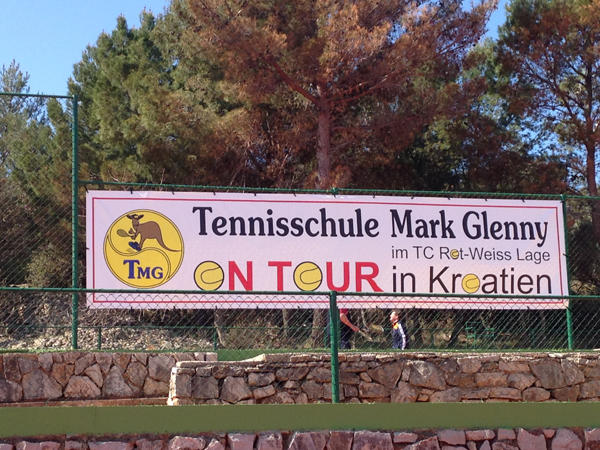 Tennisschule Mark Glenny
im TC Rot-Weiss Lage
ON TOUR in Kroatien
TMG